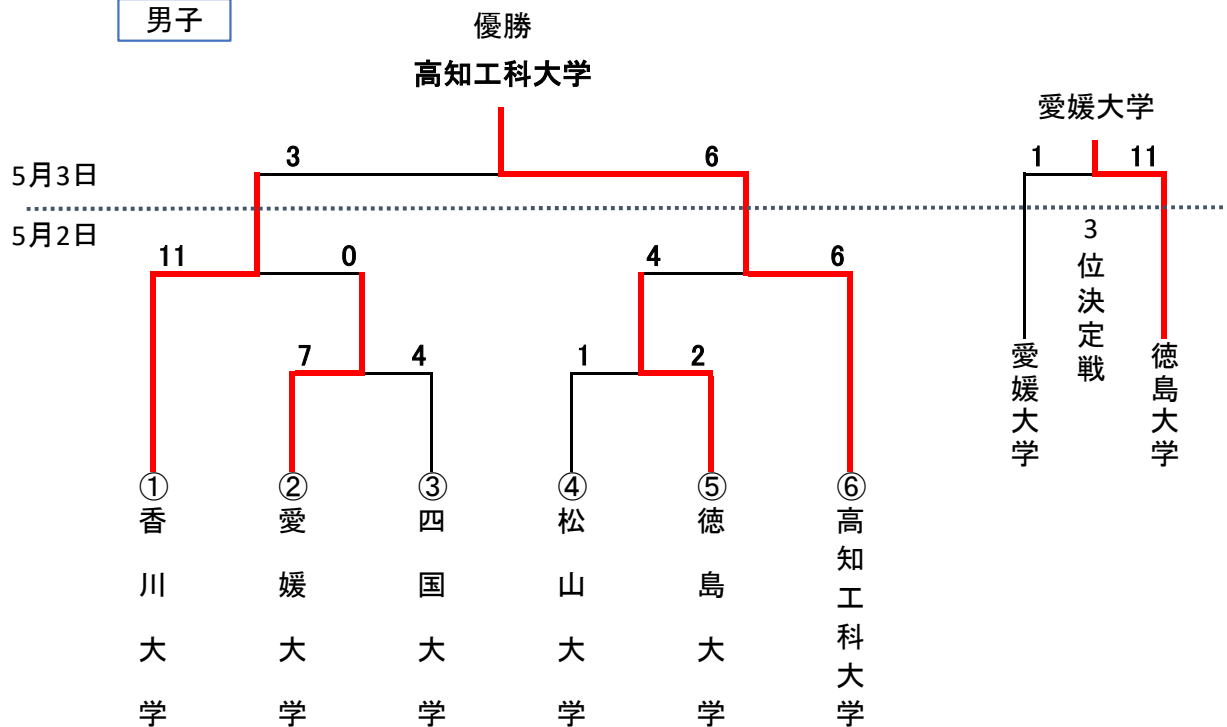 男子
優勝
高知工科大学
愛媛大学
3
6
1
11
5月3日
5月2日
11
0
4
6
3位決定戦
7
4
1
2
愛媛大学
徳島大学
①
②
③
④
⑤
⑥
香川大学
愛媛大学
四国大学
松山大学
徳島大学
高知工科大学